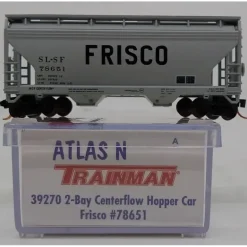 FRISCO
SL-SF
78651
ATLAS N
A
TRAINMAN
39270 2-Bay Centerflow Hopper Car
Frisco #78651